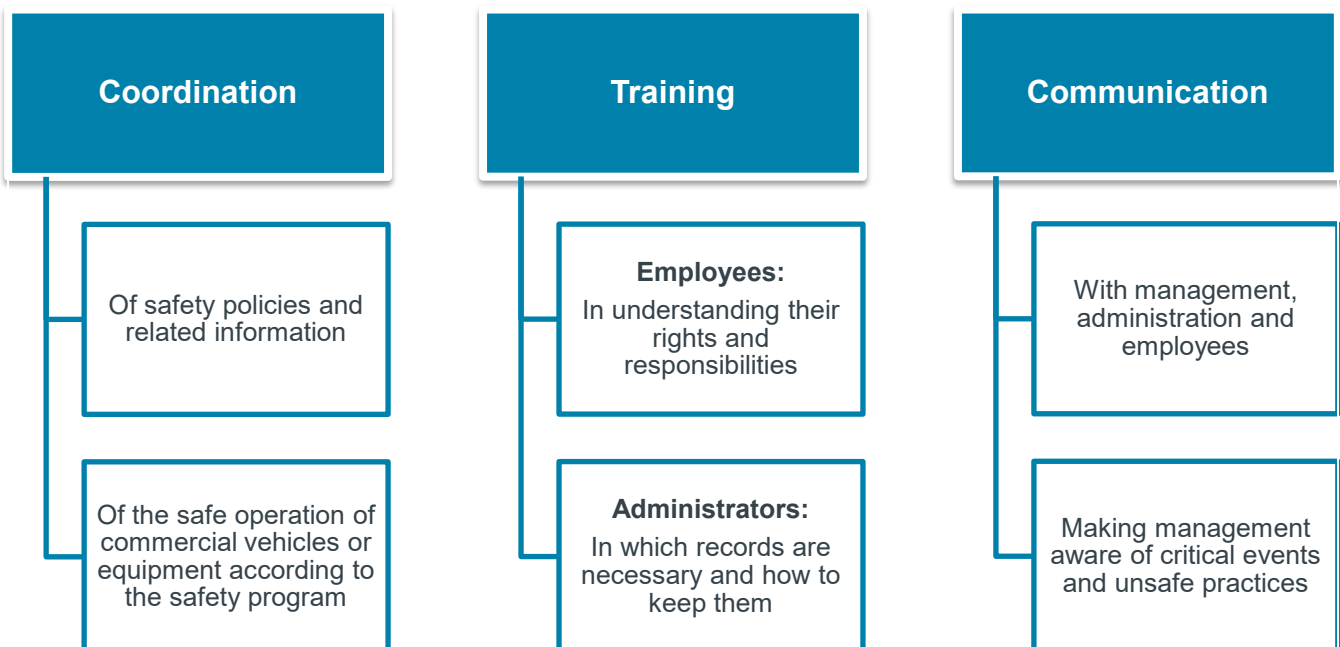 Coordination
Of safety policies and
related information
Of the safe operation of
commercial vehicles or
equipment according to
the safety program
Training
Employees:
In understanding their
rights and
responsibilities
Administrators:
In which records are
necessary and how to
keep them
Communication
With management,
administration and
employees
Making management
aware of critical events
and unsafe practices